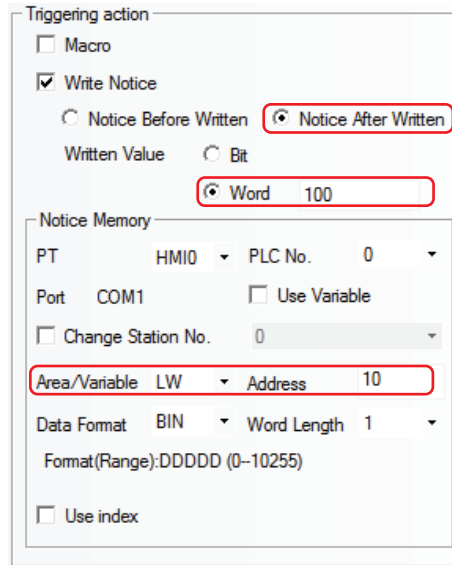 Triggering action
Macro
Write Notice
Notice Before Written Notice After Written
Written Value Bit
Word 100
Notice Memory
PT HMI0 PLC No. 0
Port COM1 Use Variable
Change Station No. 0
Area/Variable LW Address 10
Data Format BIN Word Length 1
Format(Range):DDDDD (0--10255)
Use index